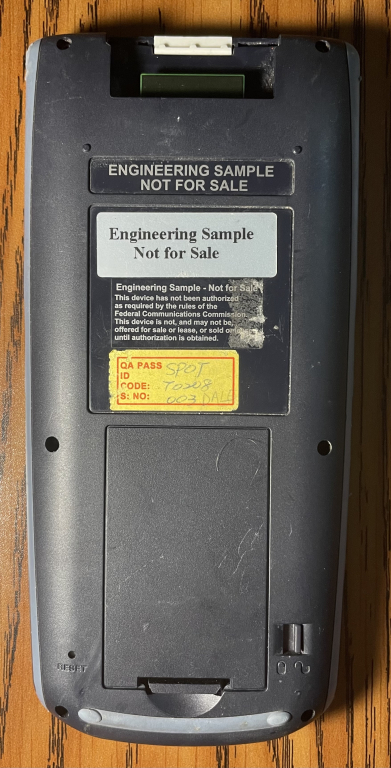 ENGINEERING SAMPLE
NOT FOR SALE
Engineering Sample
Not for Sale
Engineering Sample - Not for Sale
This device has not been authorized
as required by the rules of the
Federal Communications Commission.
This device is not, and may not be,
offered for sale or lease, or sold or
until authorization is obtained.
QA PASS SPOT
ID
CODE: T0208
S: NO: 003 DALE
RESET